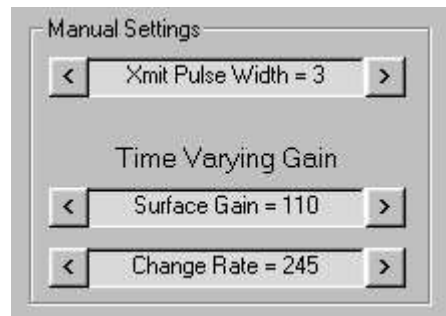 Manual Settings
< Xmit Pulse Width = 3 >
Time Varying Gain
< Surface Gain = 110 >
< Change Rate = 245 >